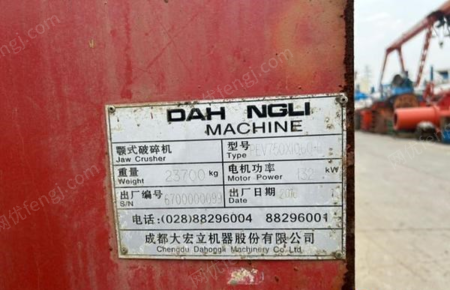 DAH NGLI
MACHINE
颚式破碎机 型号
Jaw Crusher Type
重量 23700 kg 电机功率 132 kW
Weight Motor Power
出厂编号 出厂日期
S/N
电话:(028)88296004 88296001
成都大宏立机器股份有限公司
Chengdu Dahongli Machinery Co Ltd